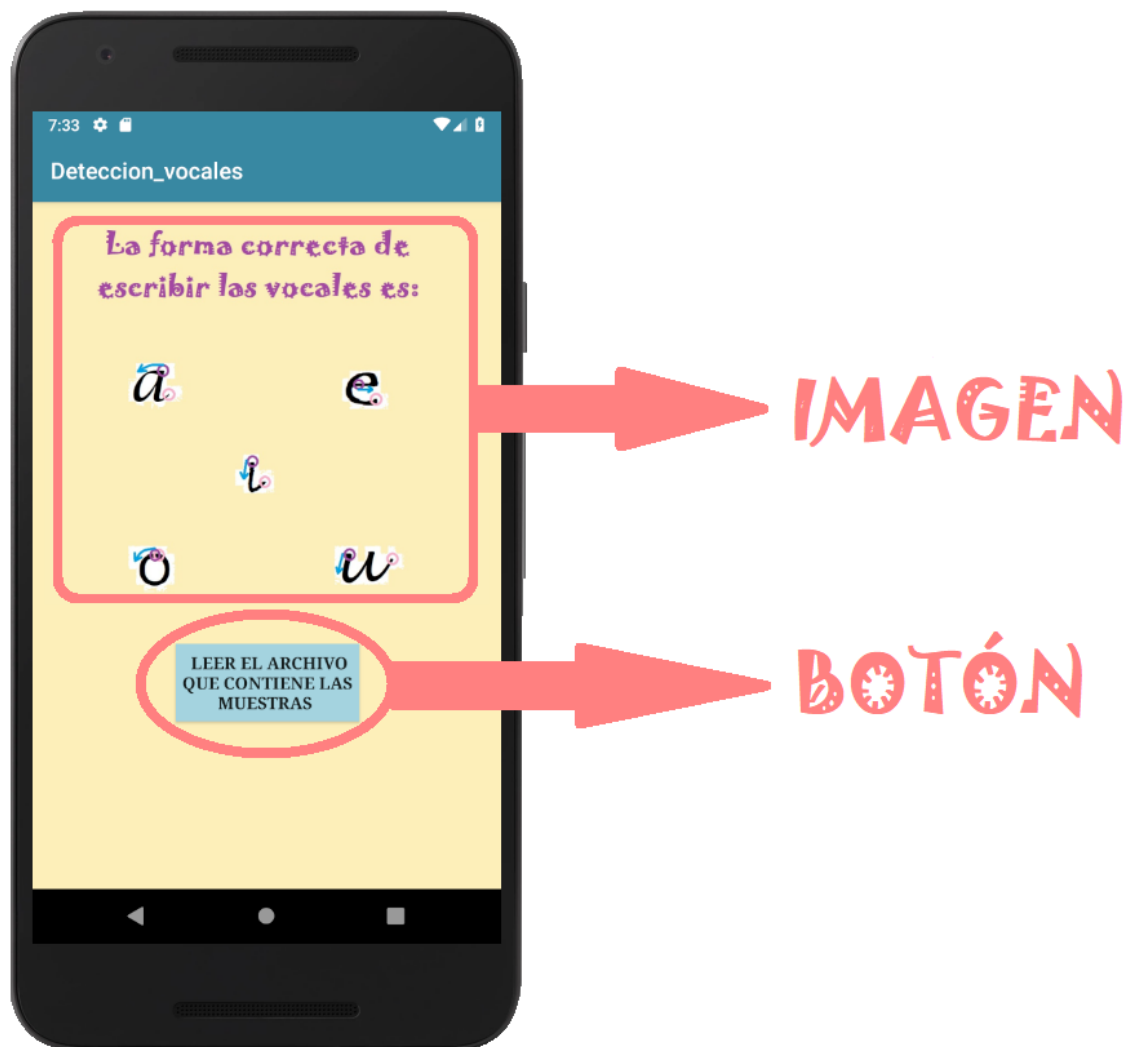 7:33
Deteccion_vocales
La forma correcta de
escribir las vocales es:
a e
i
o u
IMAGEN
LEER EL ARCHIVO
QUE CONTIENE LAS
MUESTRAS
BOTÓN